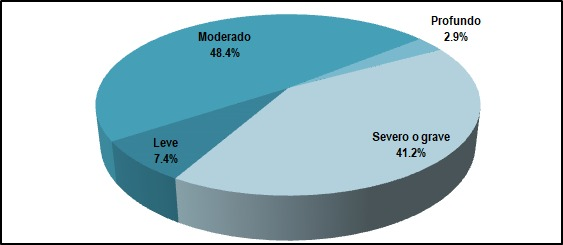 Profundo
2.9%
Moderado
48.4%
Severo o grave
41.2%
Leve
7.4%